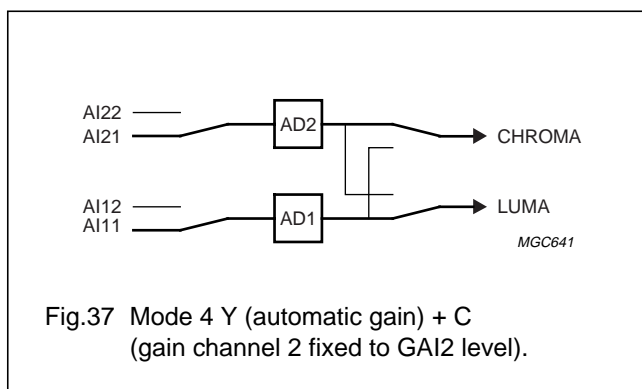 AI22
AI21
AD2
CHROMA
AI12
AI11
AD1
LUMA
MGC641
Fig.37 Mode 4 Y (automatic gain) + C
(gain channel 2 fixed to GAI2 level).